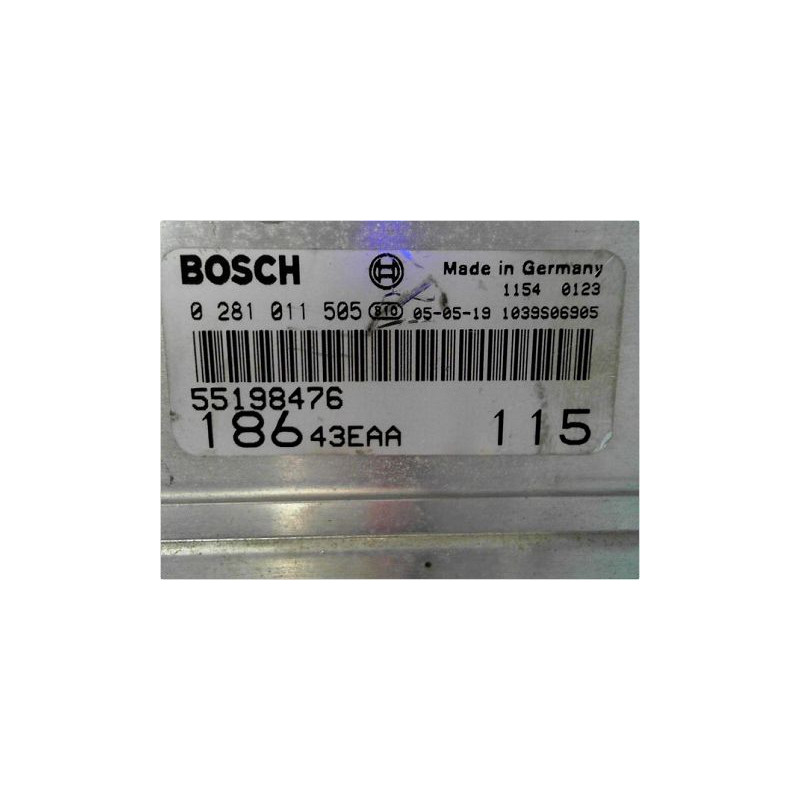 BOSCH Made in Germany
1154 0123
0 281 011 505 05-05-19 1039S06905
55198476
186 43EAA 115